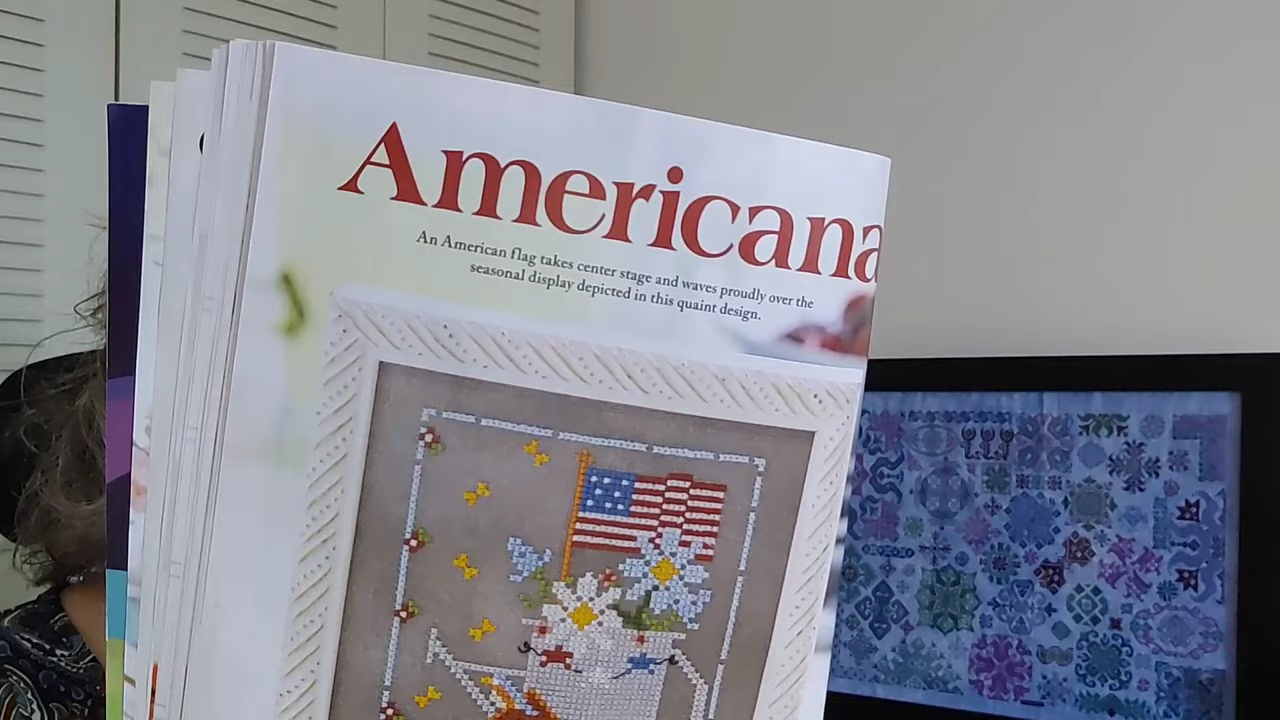 Americana
An American flag takes center stage and waves proudly over the
seasonal display depicted in this quaint design.